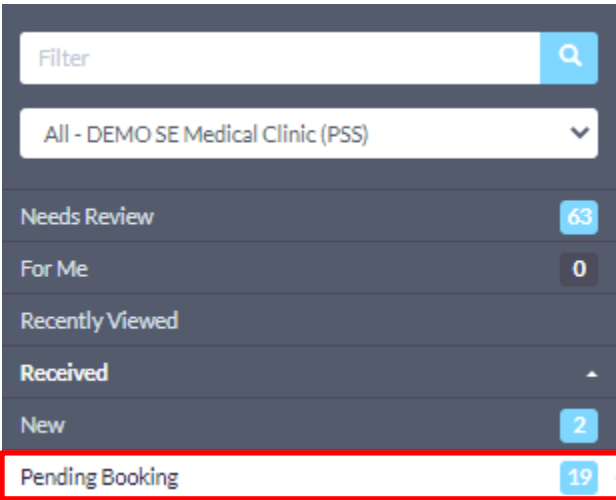 Filter
All - DEMO SE Medical Clinic (PSS)
Needs Review 63
For Me 0
Recently Viewed
Received
New 2
Pending Booking 19